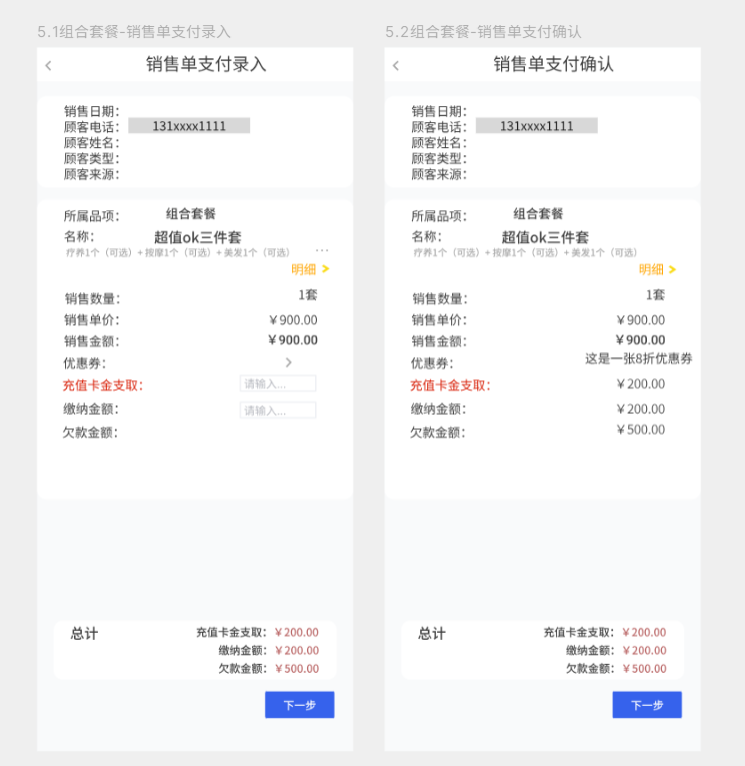 5.1组合套餐-销售单支付录入
销售单支付录入
销售日期：
顾客电话： 131xxxx1111
顾客姓名：
顾客类型：
顾客来源：
所属品项： 组合套餐
名称： 超值ok三件套
疗养1个（可选）+按摩1个（可选）+美发1个（可选） ...
明细 >
销售数量： 1套
销售单价： ￥900.00
销售金额： ￥900.00
优惠券： >
充值卡金支取： 请输入...
缴纳金额： 请输入...
欠款金额：
总计 充值卡金支取：￥200.00
缴纳金额：￥200.00
欠款金额：￥500.00
下一步
5.2组合套餐-销售单支付确认
销售单支付确认
销售日期：
顾客电话： 131xxxx1111
顾客姓名：
顾客类型：
顾客来源：
所属品项： 组合套餐
名称： 超值ok三件套
疗养1个（可选）+按摩1个（可选）+美发1个（可选）
明细 >
销售数量： 1套
销售单价： ￥900.00
销售金额： ￥900.00
优惠券： 这是一张8折优惠券
充值卡金支取： ￥200.00
缴纳金额： ￥200.00
欠款金额： ￥500.00
总计 充值卡金支取：￥200.00
缴纳金额：￥200.00
欠款金额：￥500.00
下一步